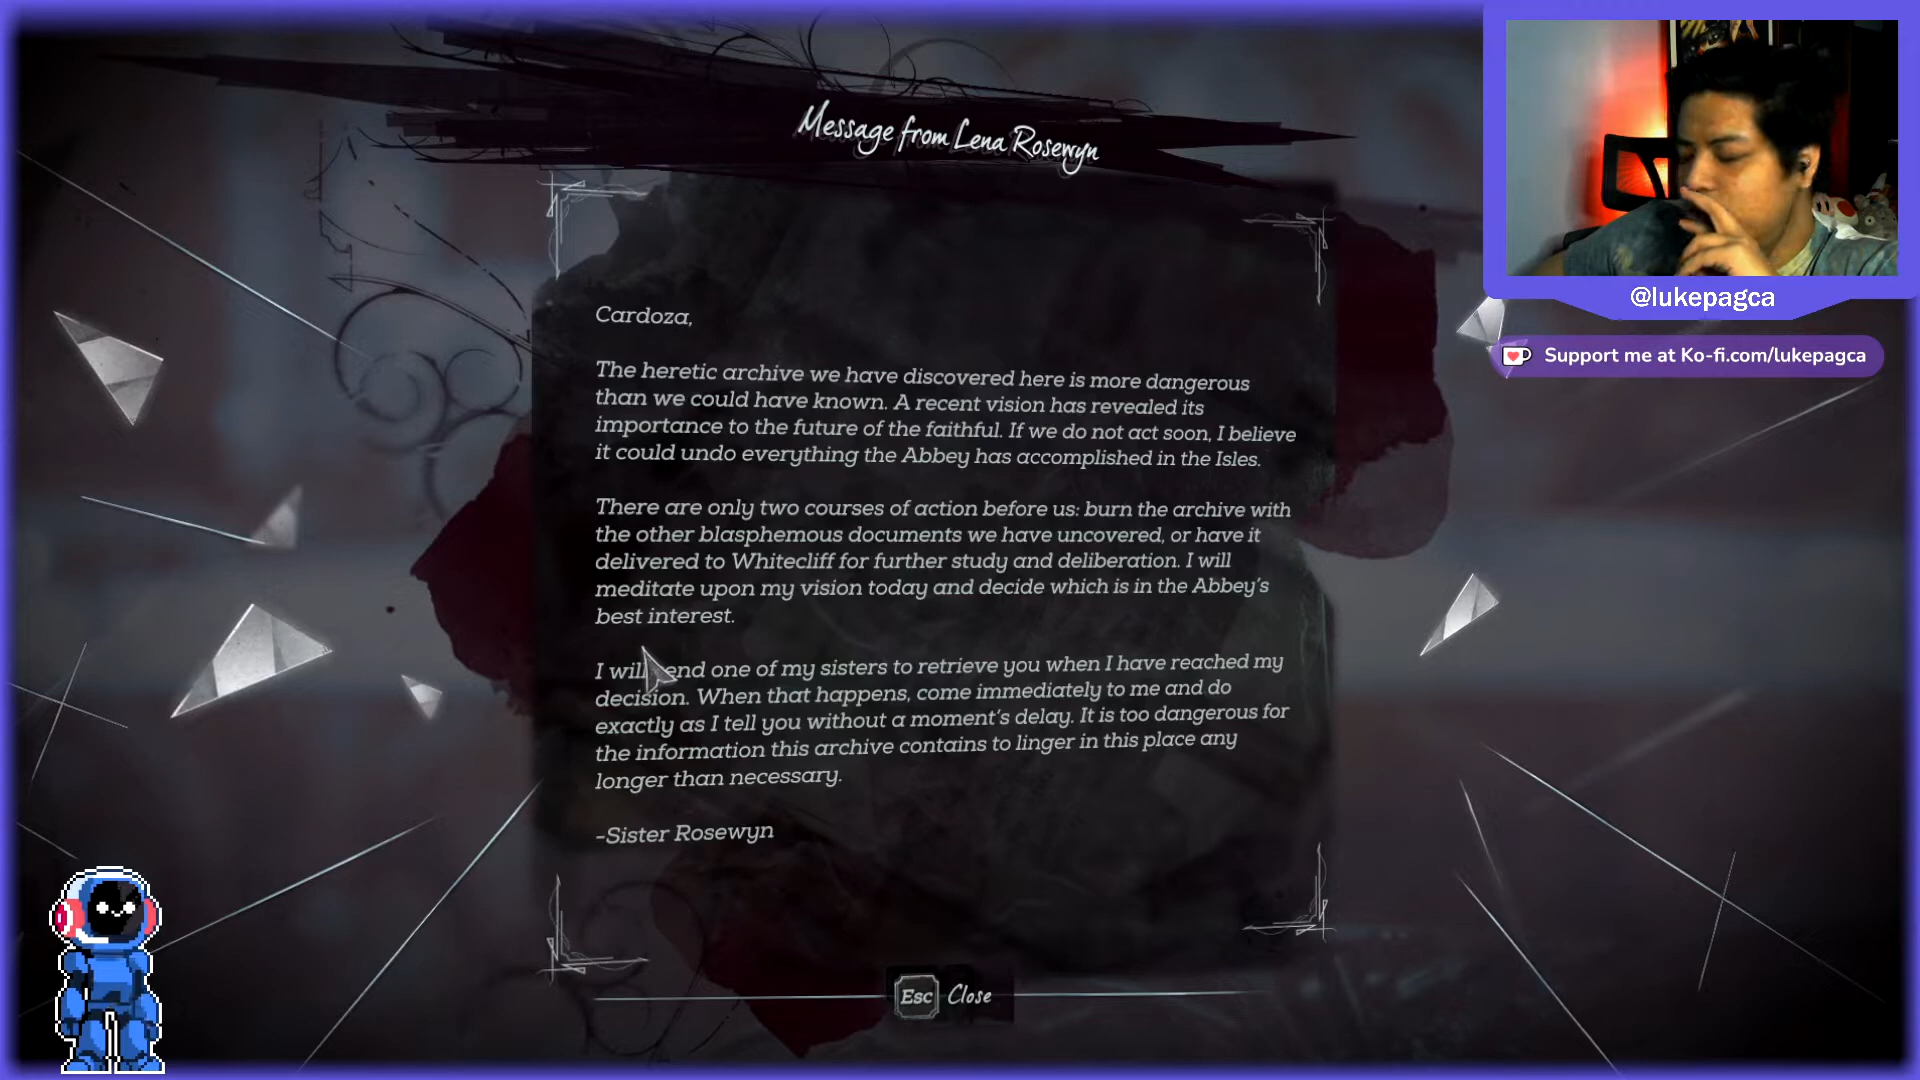 Message from Lena Rosewyn
@lukepagca
Support me at Ko-fi.com/lukepagca
Cardoza,
The heretic archive we have discovered here is more dangerous
than we could have known. A recent vision has revealed its
importance to the future of the faithful. If we do not act soon, I believe
it could undo everything the Abbey has accomplished in the Isles.
There are only two courses of action before us: burn the archive with
the other blasphemous documents we have uncovered, or have it
delivered to Whitecliff for further study and deliberation. I will
meditate upon my vision today and decide which is in the Abbey's
best interest.
I will send one of my sisters to retrieve you when I have reached my
decision. When that happens, come immediately to me and do
exactly as I tell you without a moment's delay. It is too dangerous for
the information this archive contains to linger in this place any
longer than necessary.
-Sister Rosewyn
Esc Close